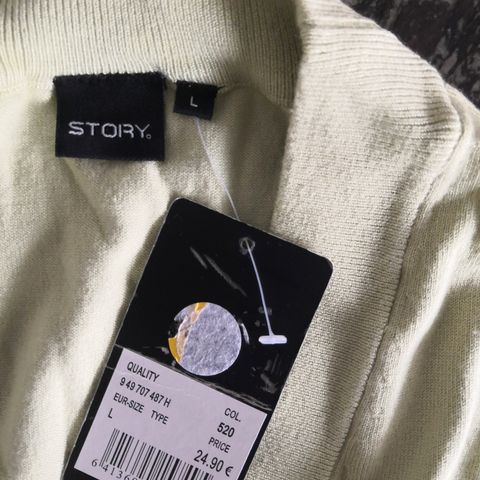 STORY
L
QUALITY
9 49 707 487 H
COL.
EUR-SIZE TYPE
520
L
PRICE
24.90 €